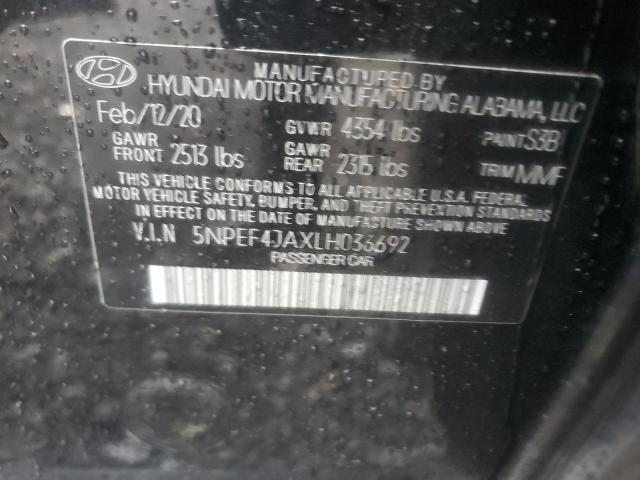 MANUFACTURED BY
HYUNDAI MOTOR MANUFACTURING ALABAMA, LLC
Feb/12/20 GVWR 4354 lbs PAINT S3B
GAWR FRONT 2513 lbs GAWR REAR 2315 lbs TRIM MMF
THIS VEHICLE CONFORMS TO ALL APPLICABLE U.S.A. FEDERAL
MOTOR VEHICLE SAFETY, BUMPER, AND THEFT PREVENTION STANDARDS
IN EFFECT ON THE DATE OF MANUFACTURE SHOWN ABOVE.
V.I.N 5NPEF4JAXLH036692
PASSENGER CAR